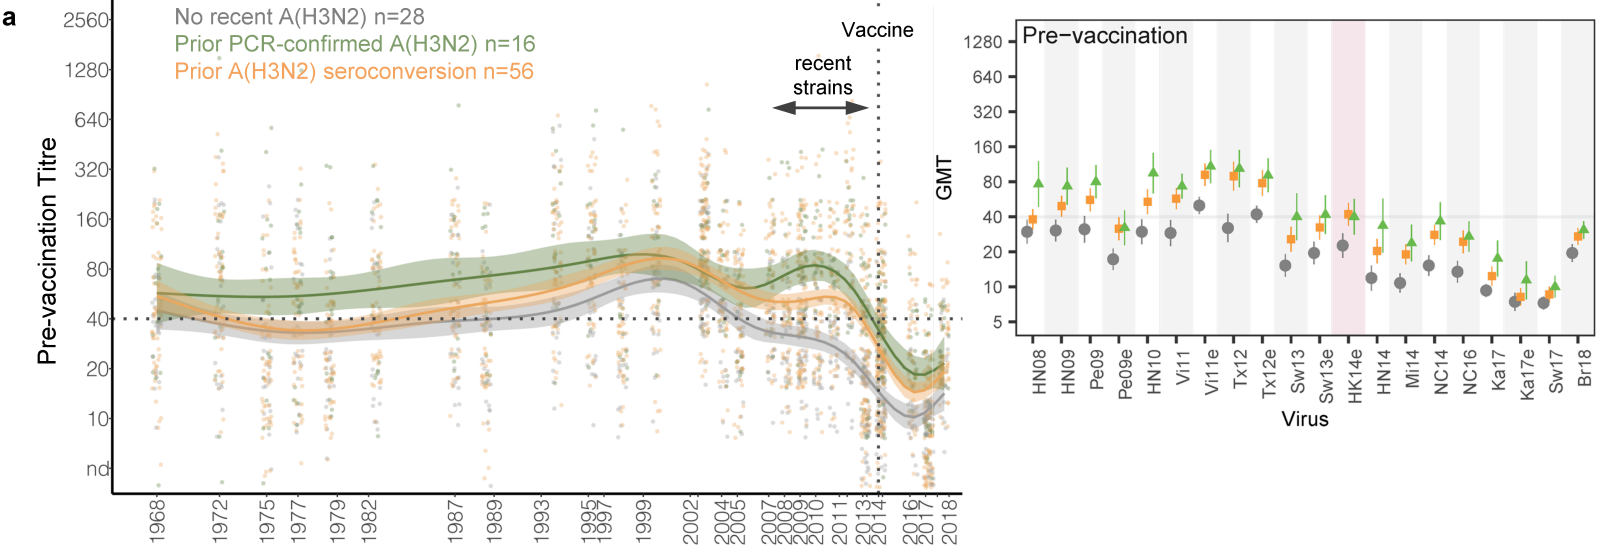 a
No recent A(H3N2) n=28
Prior PCR-confirmed A(H3N2) n=16
Prior A(H3N2) seroconversion n=56
Vaccine
recent
strains
Pre-vaccination Titre
2560
1280
640
320
160
80
40
20
10
nd
1968
1972
1975
1977
1979
1982
1987
1989
1993
1995
1997
1999
2002
2004
2005
2007
2008
2009
2010
2011
2013
2014
2016
2017
2018
Pre-vaccination
GMT
1280
640
320
160
80
40
20
10
5
HN08
HN09
Pe09
Pe09e
HN10
Vi11
Vi11e
Tx12
Tx12e
Sw13
Sw13e
HK14e
HN14
Mi14
NC14
NC16
Ka17
Ka17e
Sw17
Br18
Virus